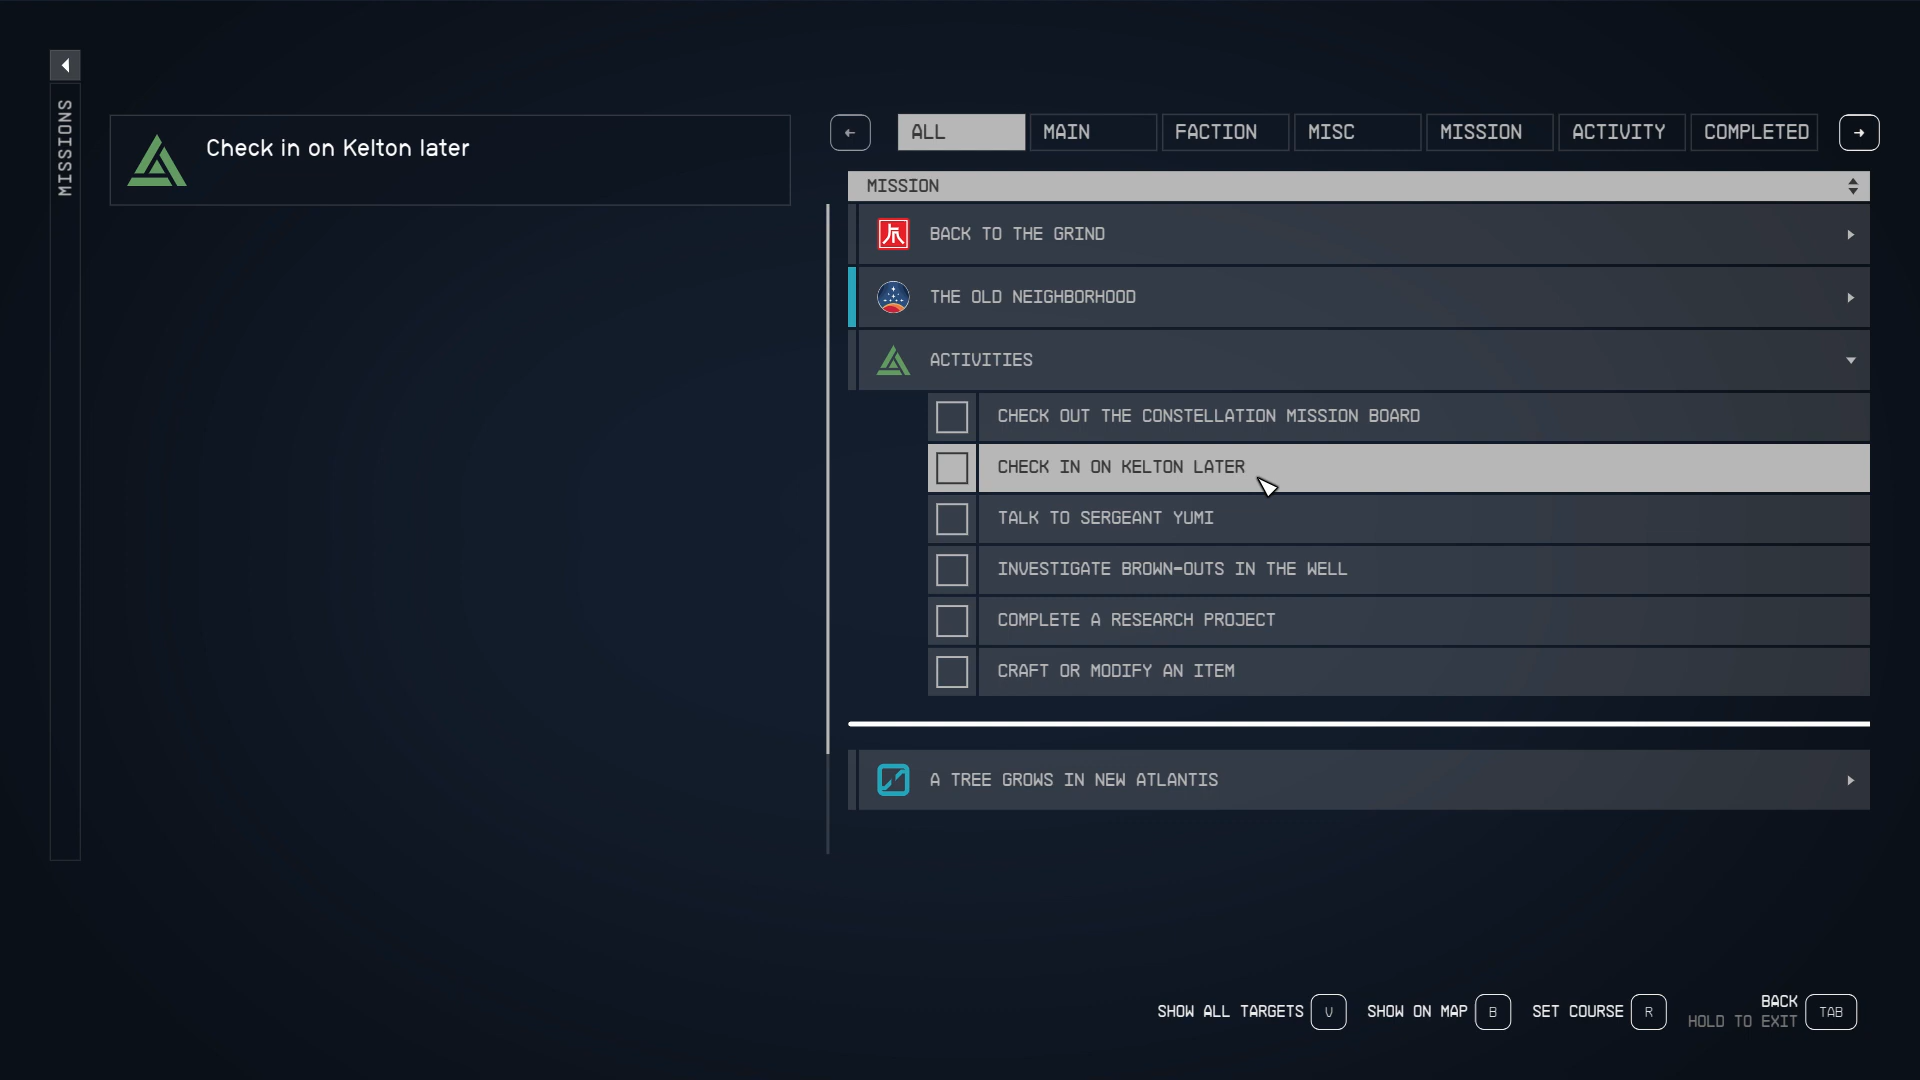 MISSIONS
Check in on Kelton later
ALL MAIN FACTION MISC MISSION ACTIVITY COMPLETED
MISSION
BACK TO THE GRIND
THE OLD NEIGHBORHOOD
ACTIVITIES
CHECK OUT THE CONSTELLATION MISSION BOARD
CHECK IN ON KELTON LATER
TALK TO SERGEANT YUMI
INVESTIGATE BROWN-OUTS IN THE WELL
COMPLETE A RESEARCH PROJECT
CRAFT OR MODIFY AN ITEM
A TREE GROWS IN NEW ATLANTIS
SHOW ALL TARGETS V SHOW ON MAP B SET COURSE R BACK TAB
HOLD TO EXIT